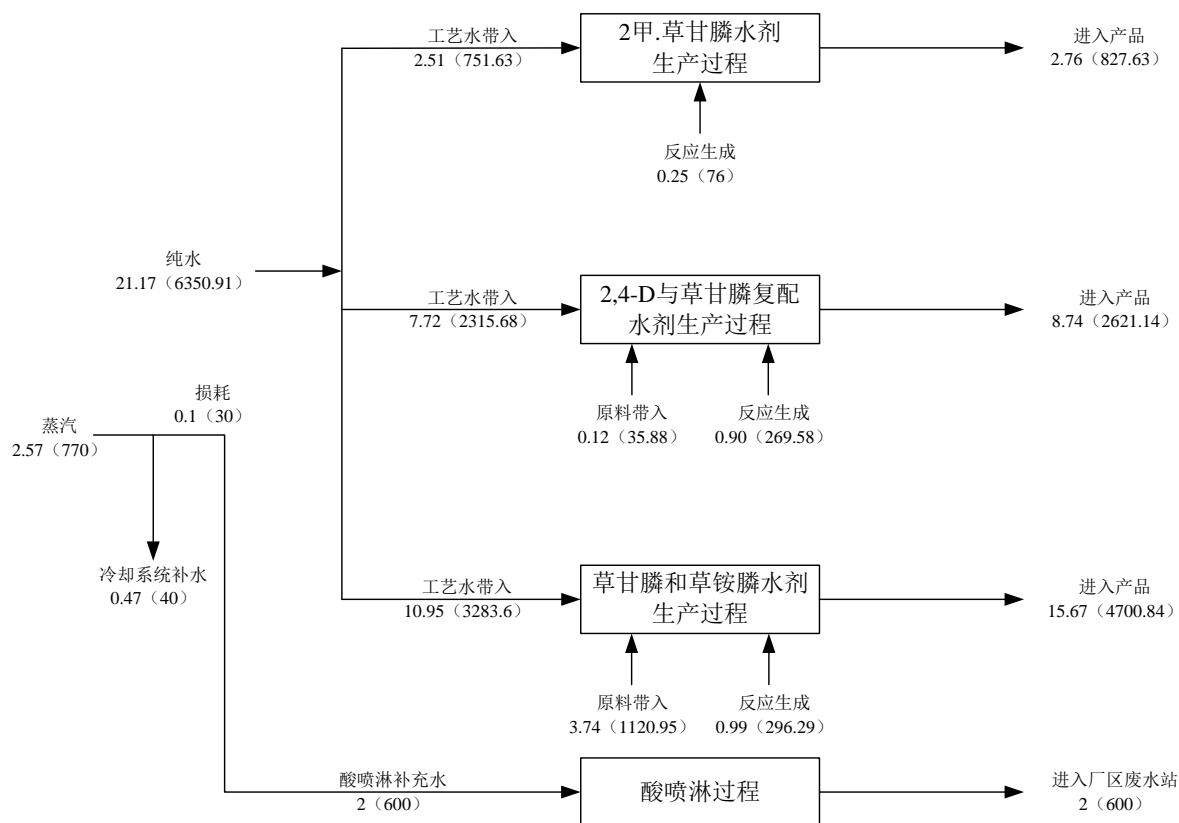 工艺水带入
2.51（751.63）
2甲.草甘膦水剂
生产过程
进入产品
2.76（827.63）
反应生成
0.25（76）
纯水
21.17（6350.91）
工艺水带入
7.72（2315.68）
2,4-D与草甘膦复配
水剂生产过程
进入产品
8.74（2621.14）
原料带入
0.12（35.88）
反应生成
0.90（269.58）
损耗
0.1（30）
蒸汽
2.57（770）
冷却系统补水
0.47（40）
工艺水带入
10.95（3283.6）
草甘膦和草铵膦水剂
生产过程
进入产品
15.67（4700.84）
原料带入
3.74（1120.95）
反应生成
0.99（296.29）
酸喷淋补充水
2（600）
酸喷淋过程
进入厂区废水站
2（600）